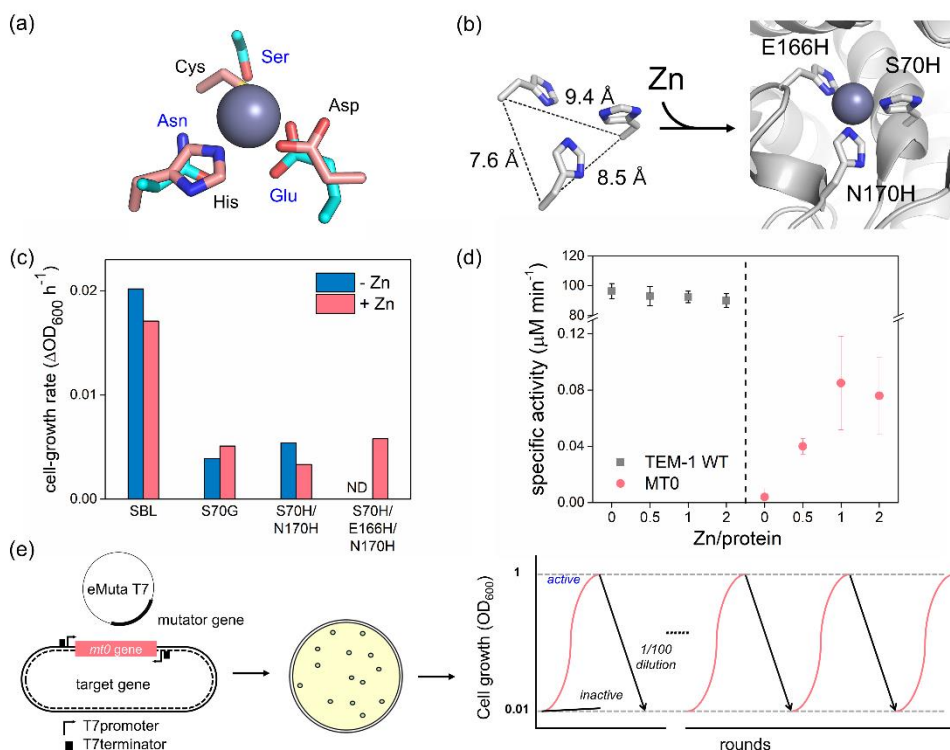 (a)
Ser
Cys
Asp
Asn
His
Glu
(b)
9.4 Å
7.6 Å
8.5 Å
Zn
E166H
S70H
N170H
(c)
cell-growth rate (ΔOD600 h-1)
0.02
0.01
0.00
- Zn
+ Zn
ND
SBL
S70G
S70H/
N170H
S70H/
E166H/
N170H
(d)
specific activity (μM min-1)
120
100
80
0.12
0.08
0.04
0.00
TEM-1 WT
MT0
0 0.5 1 2 0 0.5 1 2
Zn/protein
(e)
eMuta T7
mutator gene
mt0 gene
target gene
T7promoter
T7terminator
Cell growth (OD600)
1
0.01
active
inactive
1/100
dilution
rounds